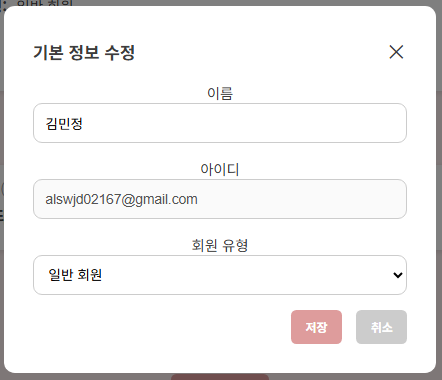 일반 회원
기본 정보 수정
이름
김민정
아이디
alswjd02167@gmail.com
회원 유형
일반 회원
저장
취소